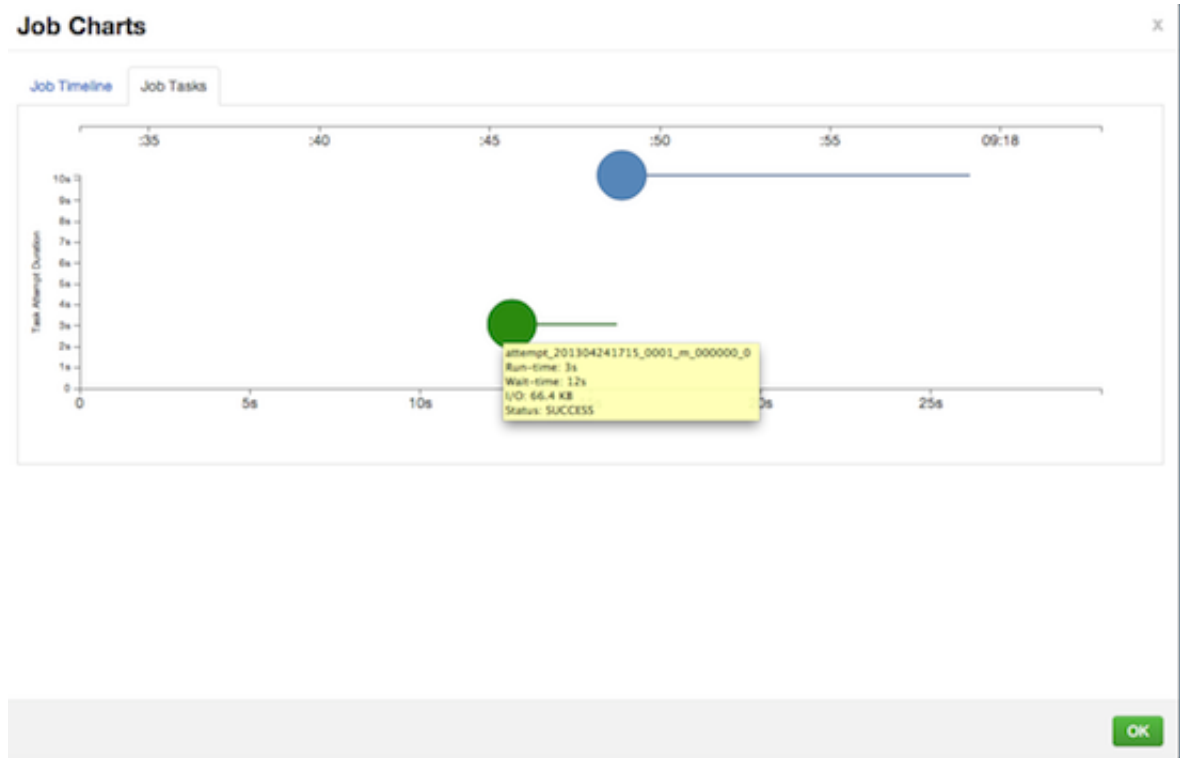 Job Charts
x
Job Timeline
Job Tasks
:35 :40 :45 :50 :55 09:18
Task Attempt Duration
10s
9s
8s
7s
6s
5s
4s
3s
2s
1s
0
attempt_201304241715_0001_m_000000_0
Run-time: 3s
Wait-time: 12s
I/O: 66.4 KB
Status: SUCCESS
0 5s 10s 25s
OK